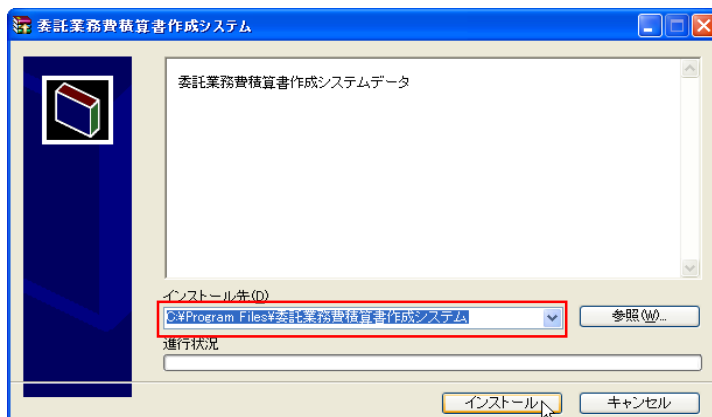 委託業務費積算書作成システム
委託業務費積算書作成システムデータ
インストール先(D)
C:¥Program Files¥委託業務費積算書作成システム
参照(W)...
進行状況
インストール
キャンセル